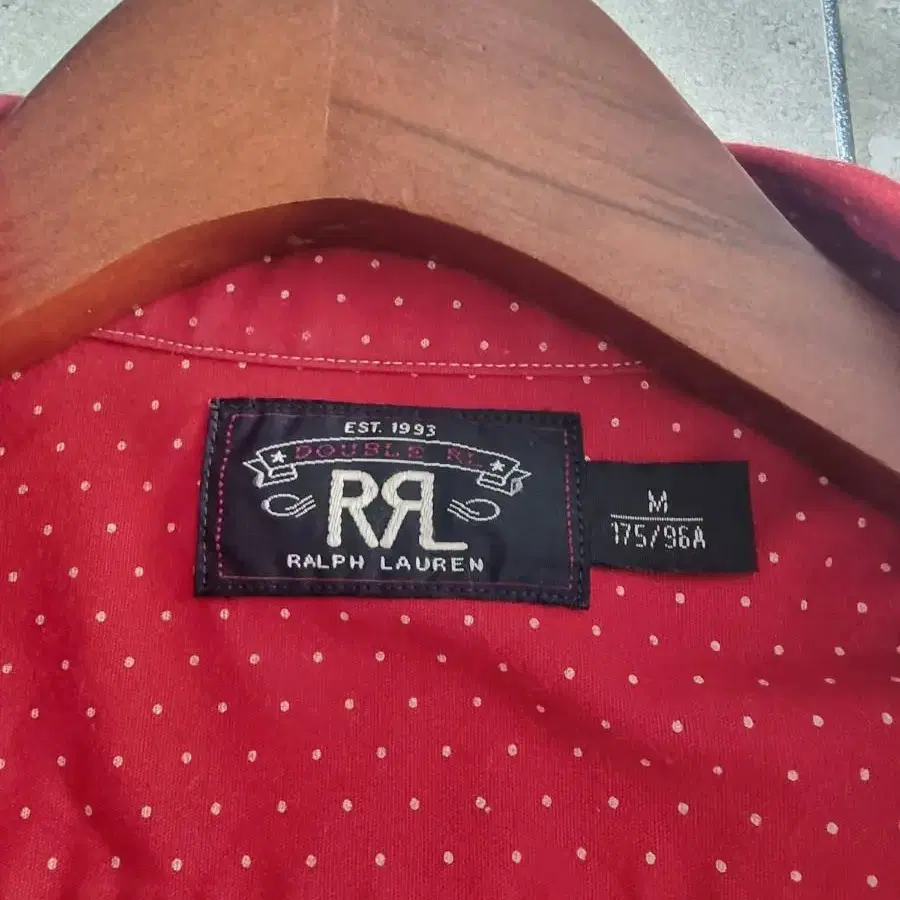 EST. 1993
DOUBLE RL
RRL
RALPH LAUREN
M
175/96A